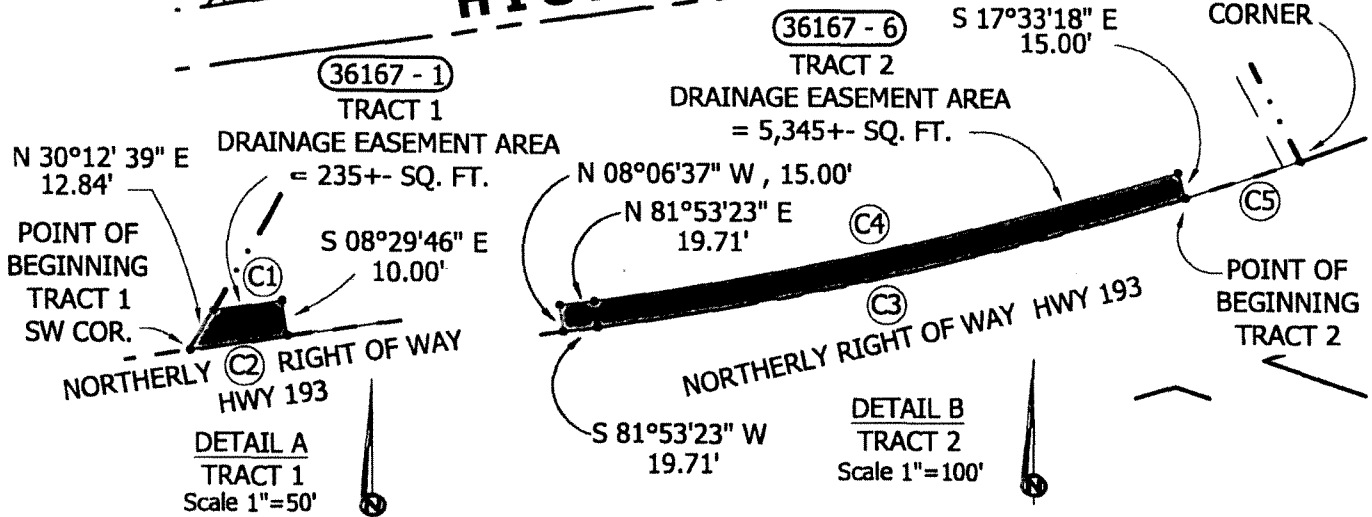 36167 - 1
TRACT 1
DRAINAGE EASEMENT AREA
= 235+- SQ. FT.
N 30°12' 39" E
12.84'
POINT OF
BEGINNING
TRACT 1
SW COR.
C1
S 08°29'46" E
10.00'
C2
NORTHERLY RIGHT OF WAY
HWY 193
DETAIL A
TRACT 1
Scale 1"=50'
N
36167 - 6
TRACT 2
DRAINAGE EASEMENT AREA
= 5,345+- SQ. FT.
S 17°33'18" E
15.00'
CORNER
N 08°06'37" W , 15.00'
N 81°53'23" E
19.71'
C4
C3
C5
POINT OF
BEGINNING
TRACT 2
NORTHERLY RIGHT OF WAY HWY 193
S 81°53'23" W
19.71'
DETAIL B
TRACT 2
Scale 1"=100'
N